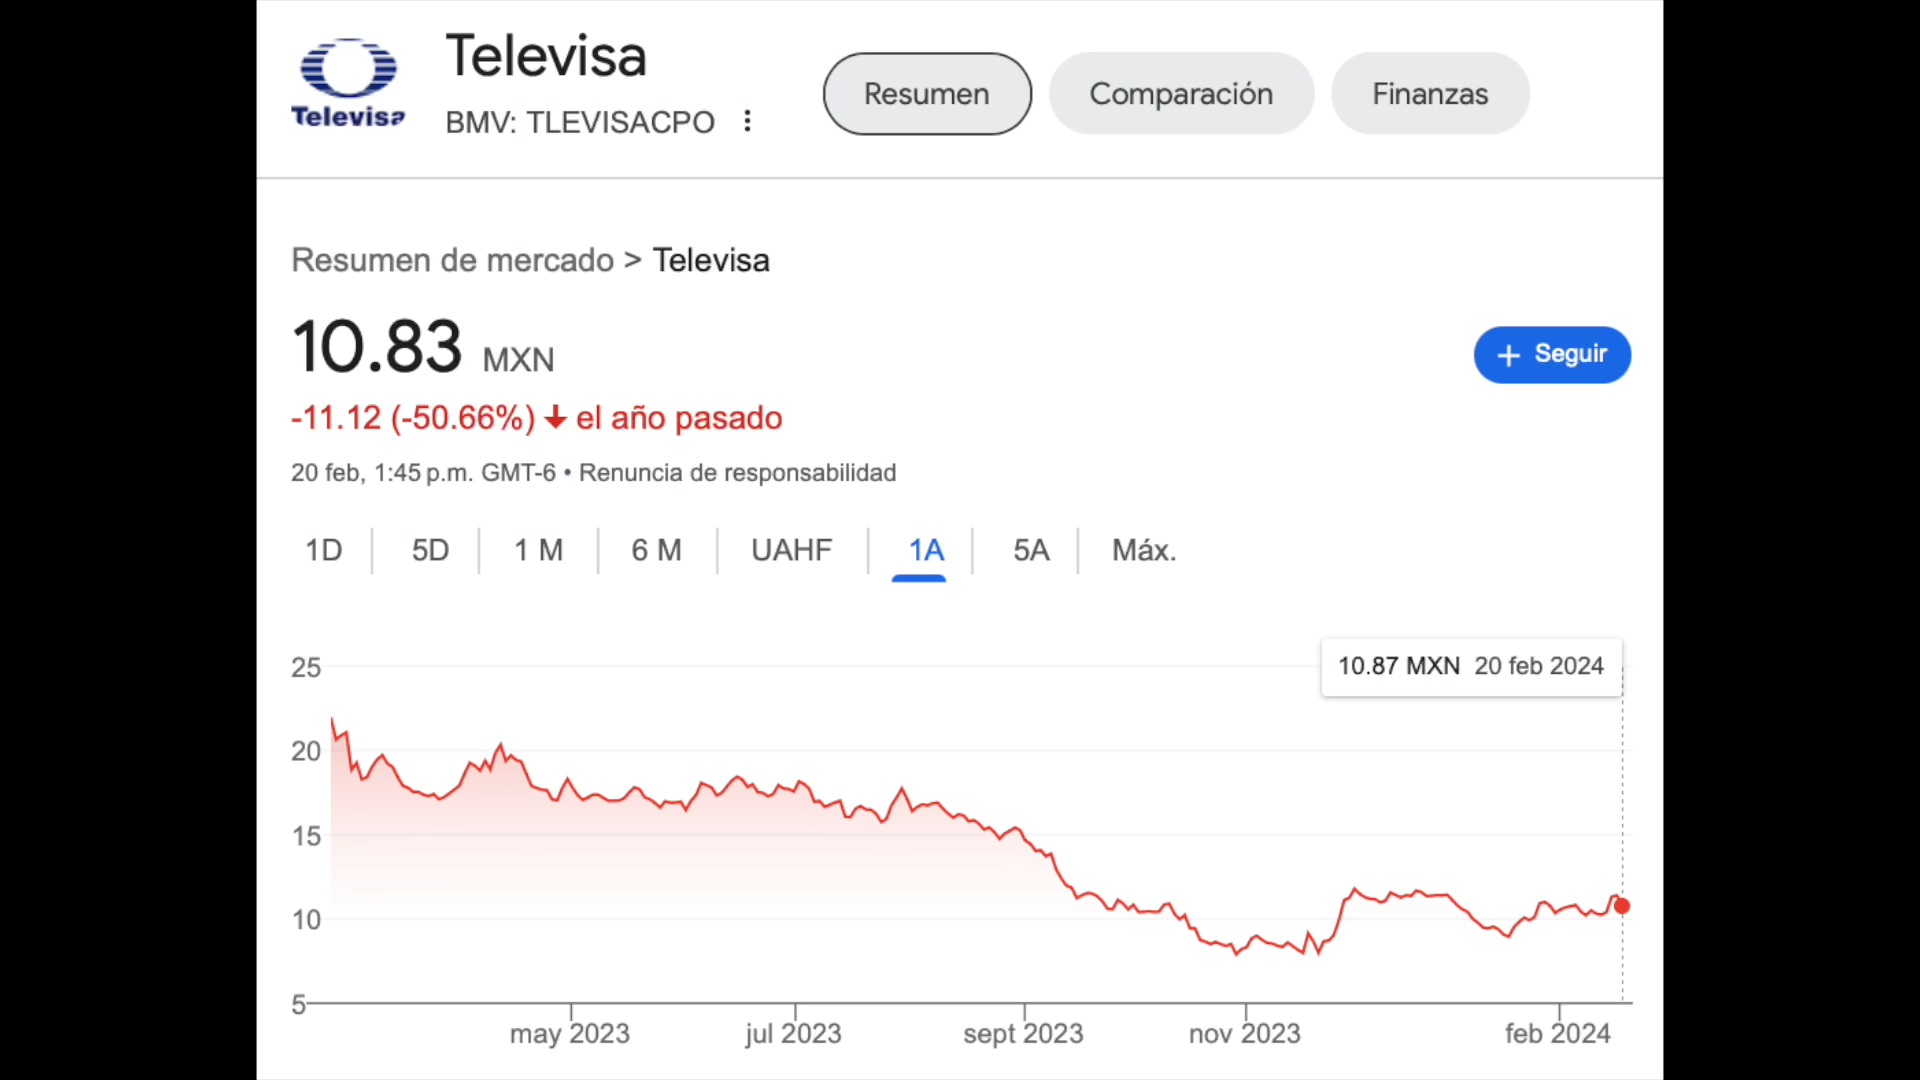 Televisa
Televisa
BMV: TLEVISACPO
Resumen
Comparación
Finanzas
Resumen de mercado > Televisa
10.83 MXN
+ Seguir
-11.12 (-50.66%) ↓ el año pasado
20 feb, 1:45 p.m. GMT-6 • Renuncia de responsabilidad
1D 5D 1 M 6 M UAHF 1A 5A Máx.
10.87 MXN 20 feb 2024
25
20
15
10
5
may 2023 jul 2023 sept 2023 nov 2023 feb 2024